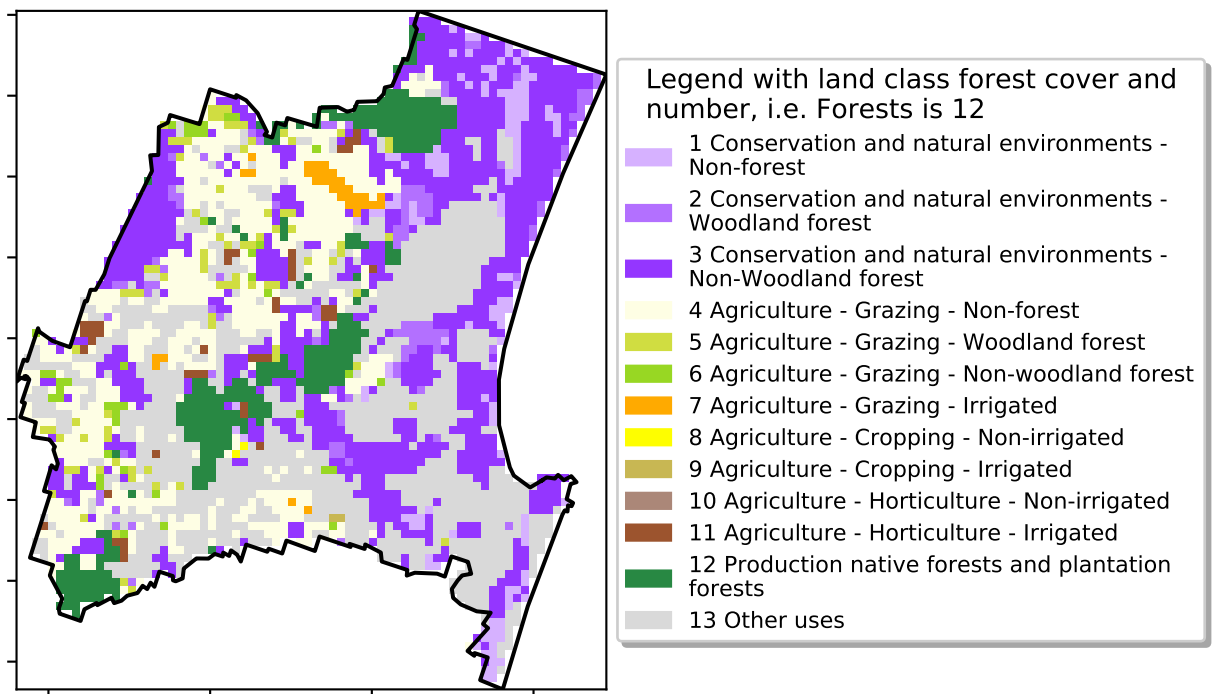 Legend with land class forest cover and
number, i.e. Forests is 12
1 Conservation and natural environments -
Non-forest
2 Conservation and natural environments -
Woodland forest
3 Conservation and natural environments -
Non-Woodland forest
4 Agriculture - Grazing - Non-forest
5 Agriculture - Grazing - Woodland forest
6 Agriculture - Grazing - Non-woodland forest
7 Agriculture - Grazing - Irrigated
8 Agriculture - Cropping - Non-irrigated
9 Agriculture - Cropping - Irrigated
10 Agriculture - Horticulture - Non-irrigated
11 Agriculture - Horticulture - Irrigated
12 Production native forests and plantation
forests
13 Other uses